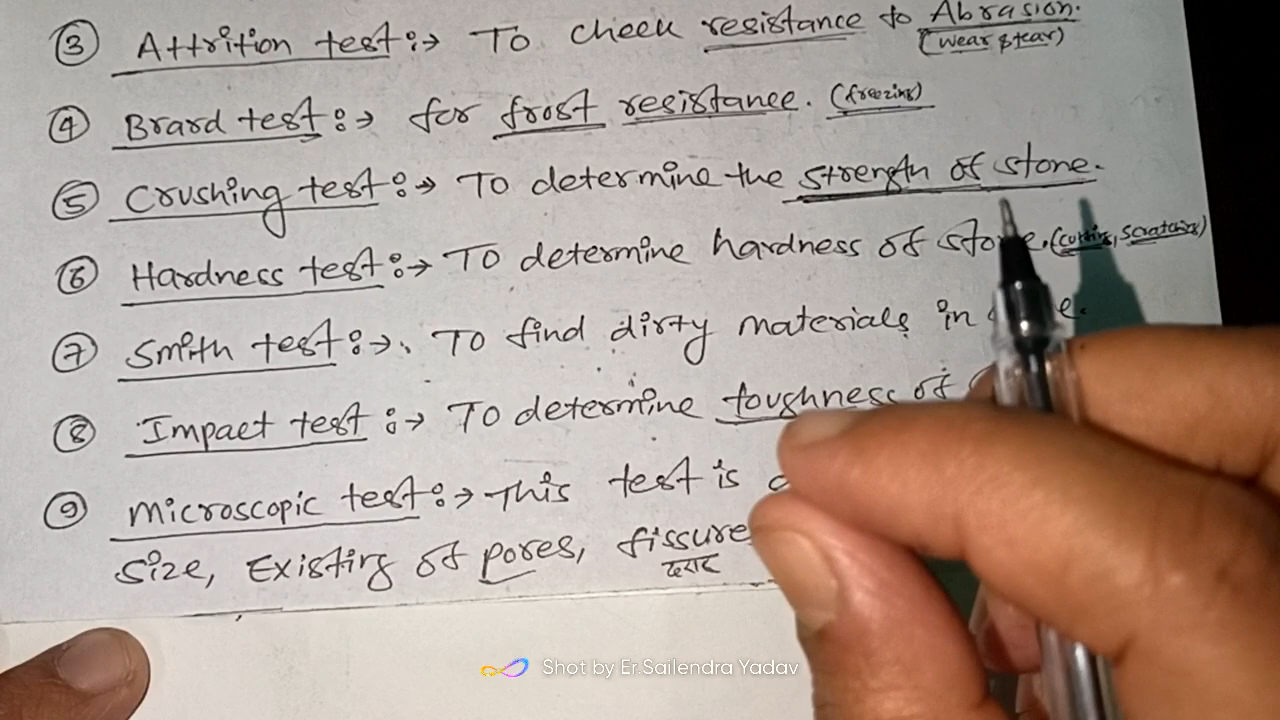 ③ Attrition test :→ To check resistance to Abrasion.
(wear & tear)
④ Brard test :→ for frost resistance. (freezing)
⑤ Crushing test :→ To determine the strength of stone.
⑥ Hardness test :→ To determine hardness of stone. (cutting, scratching)
⑦ Smith test :→ To find dirty materials in
⑧ Impact test :→ To determine toughness of
⑨ Microscopic test :→ This test is
size, Existing of pores, fissure
दरार
Shot by Er.Sailendra Yadav